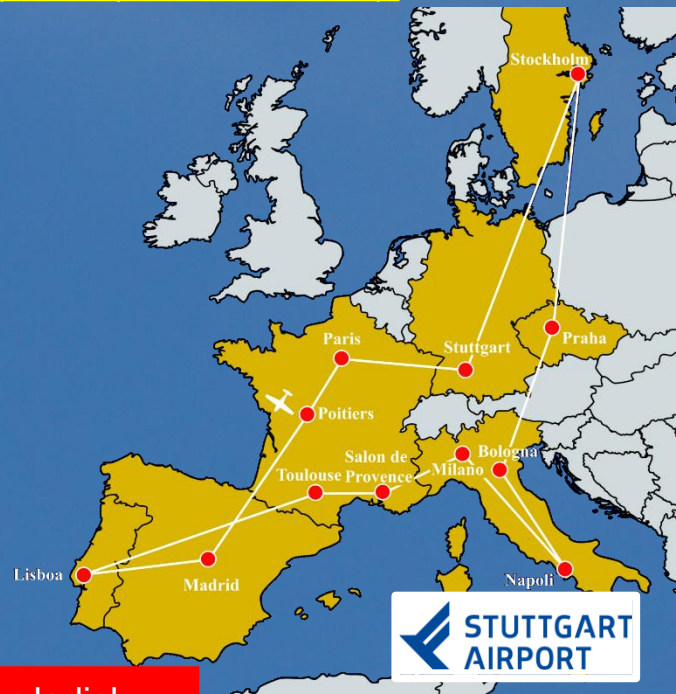 Stockholm
Praha
Paris
Stuttgart
Poitiers
Salon de
Provence
Bologna
Milano
Toulouse
Lisboa
Madrid
Napoli
STUTTGART
AIRPORT